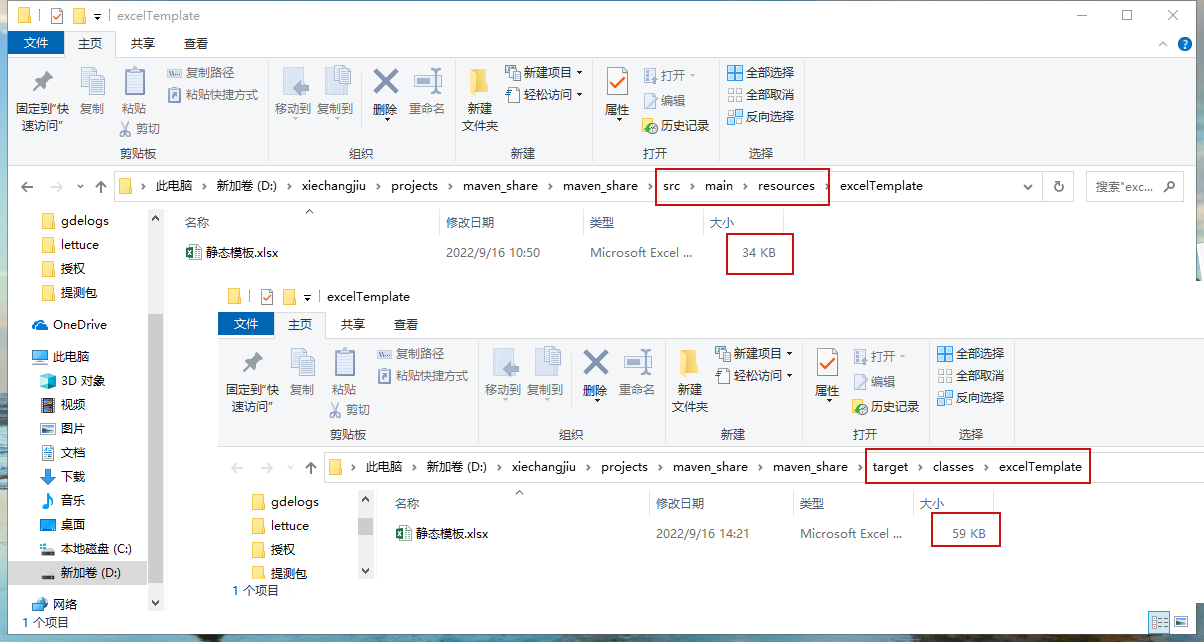 excelTemplate
文件 主页 共享 查看
固定到"快速访问" 复制 粘贴 复制路径 粘贴快捷方式 剪切
移动到 复制到 删除 重命名
新建文件夹 新建项目 轻松访问
属性 打开 编辑 历史记录
全部选择 全部取消 反向选择
剪贴板 组织 新建 打开 选择
此电脑 > 新加卷 (D:) > xiechangjiu > projects > maven_share > maven_share > src > main > resources > excelTemplate
搜索"exc...
名称 修改日期 类型 大小
静态模板.xlsx 2022/9/16 10:50 Microsoft Excel ... 34 KB
gdelogs
lettuce
授权
提测包
OneDrive
此电脑
3D 对象
视频
图片
文档
下载
音乐
桌面
本地磁盘 (C:)
新加卷 (D:)
网络
1 个项目
excelTemplate
文件 主页 共享 查看
固定到"快速访问" 复制 粘贴 复制路径 粘贴快捷方式 剪切
移动到 复制到 删除 重命名
新建文件夹 新建项目 轻松访问
属性 打开 编辑 历史记录
全部选择 全部取消 反向选择
剪贴板 组织 新建 打开 选择
此电脑 > 新加卷 (D:) > xiechangjiu > projects > maven_share > maven_share > target > classes > excelTemplate
名称 修改日期 类型 大小
静态模板.xlsx 2022/9/16 14:21 Microsoft Excel ... 59 KB
gdelogs
lettuce
授权
提测包
1 个项目